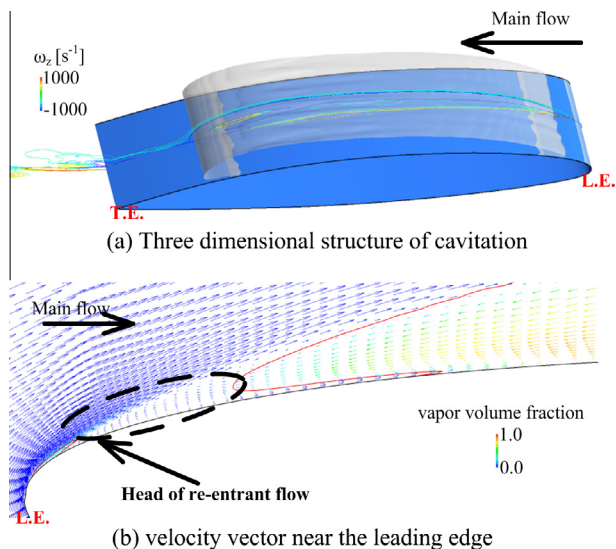 Main flow
ω_z [s⁻¹]
1000
-1000
L.E.
T.E.
(a) Three dimensional structure of cavitation
Main flow
vapor volume fraction
1.0
0.0
Head of re-entrant flow
L.E.
(b) velocity vector near the leading edge